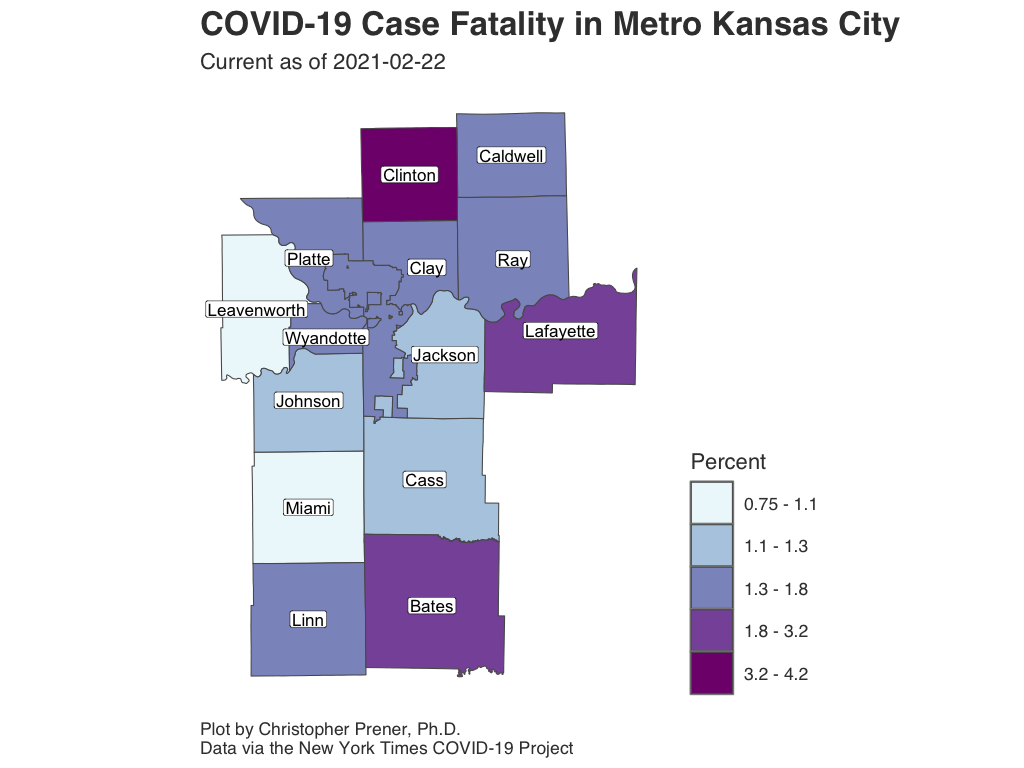 COVID-19 Case Fatality in Metro Kansas City
Current as of 2021-02-22
Caldwell
Clinton
Platte
Clay
Ray
Leavenworth
Wyandotte
Lafayette
Jackson
Johnson
Cass
Miami
Bates
Linn
Percent
0.75 - 1.1
1.1 - 1.3
1.3 - 1.8
1.8 - 3.2
3.2 - 4.2
Plot by Christopher Prener, Ph.D.
Data via the New York Times COVID-19 Project